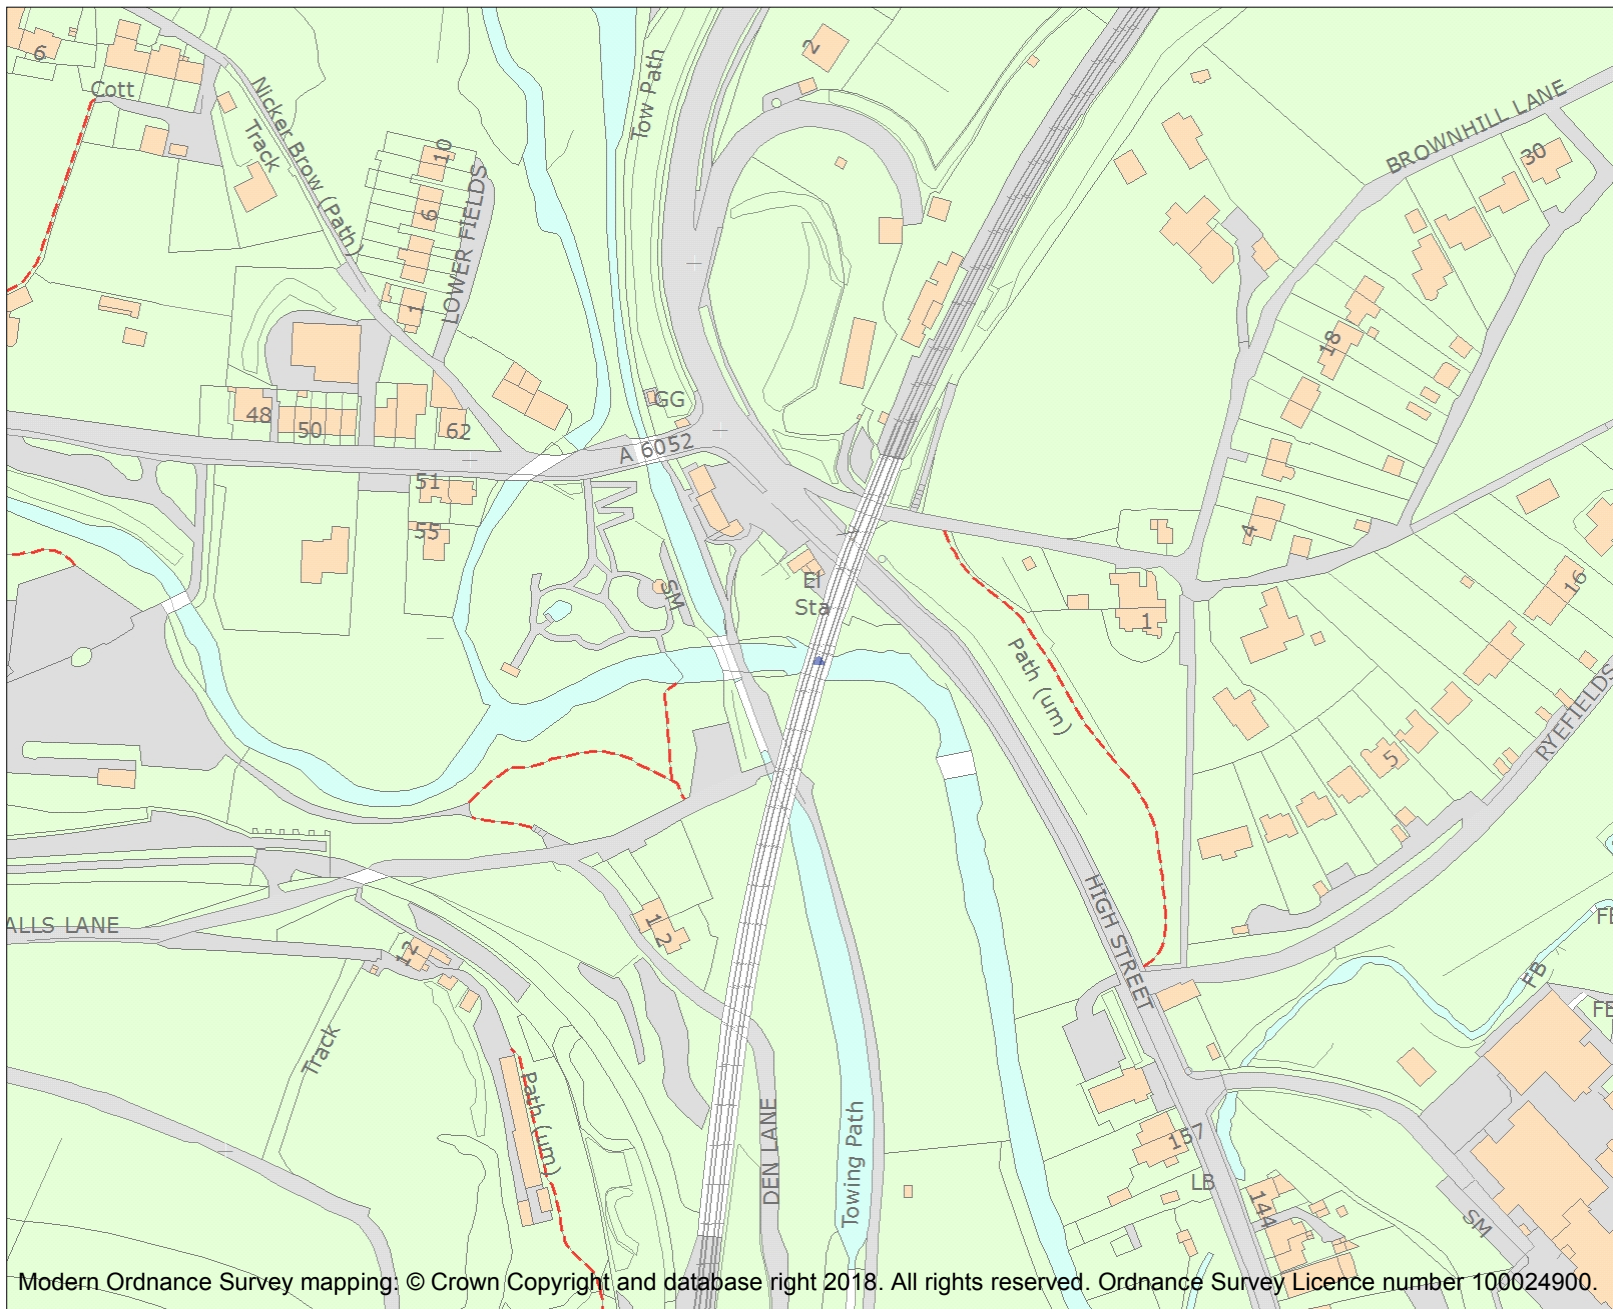 6
Cott
Nicker Brow (Path)
Track
10
6
1
LOWER FIELDS
Tow Path
2
BROWNHILL LANE
30
18
4
48
50
62
GG
A 6052
51
55
SM
El
Sta
1
Path (um)
16
5
RYEFIELDS
HIGH STREET
ALLS LANE
12
12
Track
Path (um)
DEN LANE
Towing Path
FB
157
LB
144
SM
Modern Ordnance Survey mapping: © Crown Copyright and database right 2018. All rights reserved. Ordnance Survey Licence number 100024900.